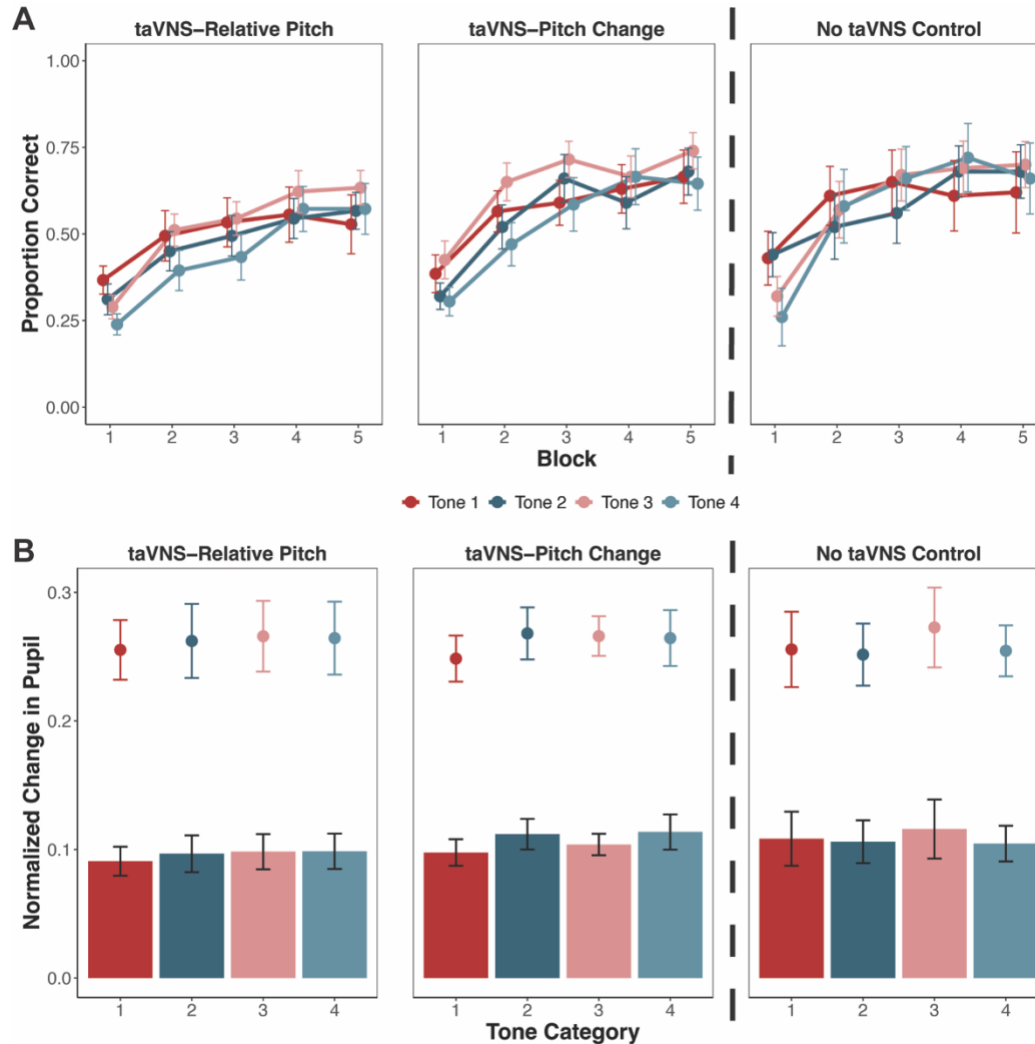 A
taVNS–Relative Pitch
taVNS–Pitch Change
No taVNS Control
Proportion Correct
1.00
0.75
0.50
0.25
0.00
1 2 3 4 5
1 2 3 4 5
1 2 3 4 5
Block
Tone 1 Tone 2 Tone 3 Tone 4
B
taVNS–Relative Pitch
taVNS–Pitch Change
No taVNS Control
Normalized Change in Pupil
0.3
0.2
0.1
0.0
1 2 3 4
1 2 3 4
1 2 3 4
Tone Category